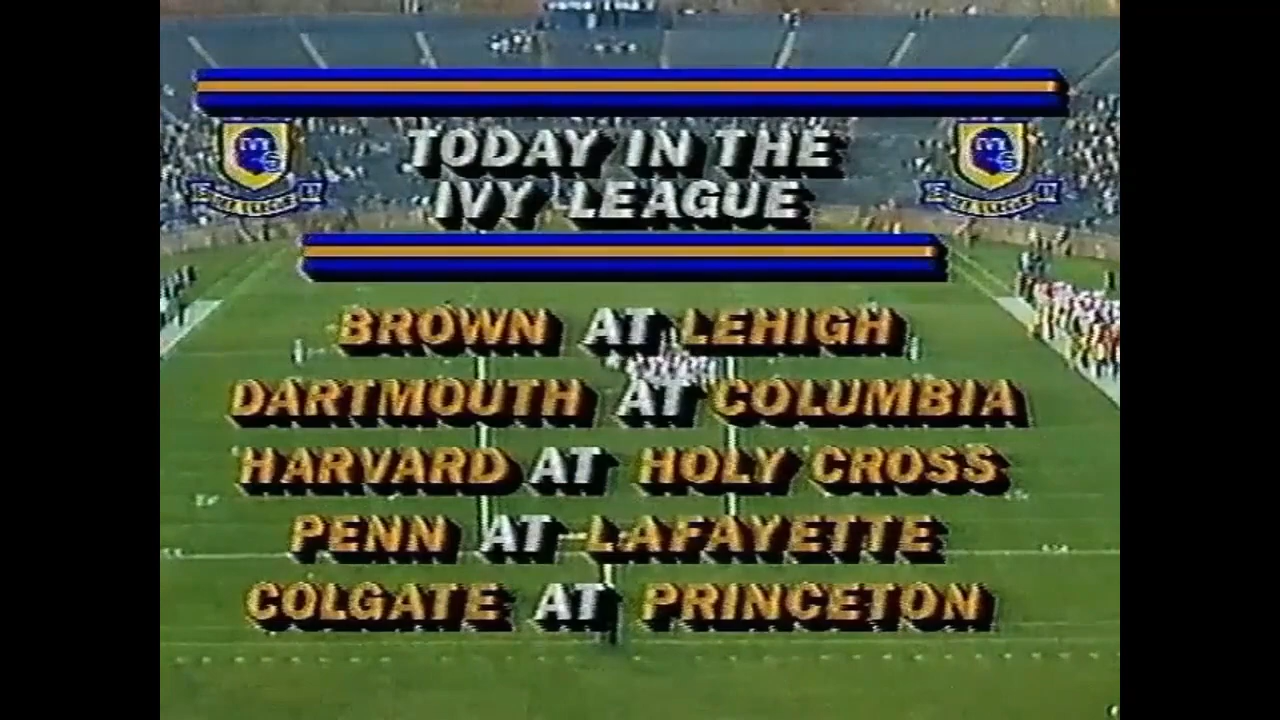 TODAY IN THE
IVY LEAGUE
BROWN AT LEHIGH
DARTMOUTH AT COLUMBIA
HARVARD AT HOLY CROSS
PENN AT LAFAYETTE
COLGATE AT PRINCETON